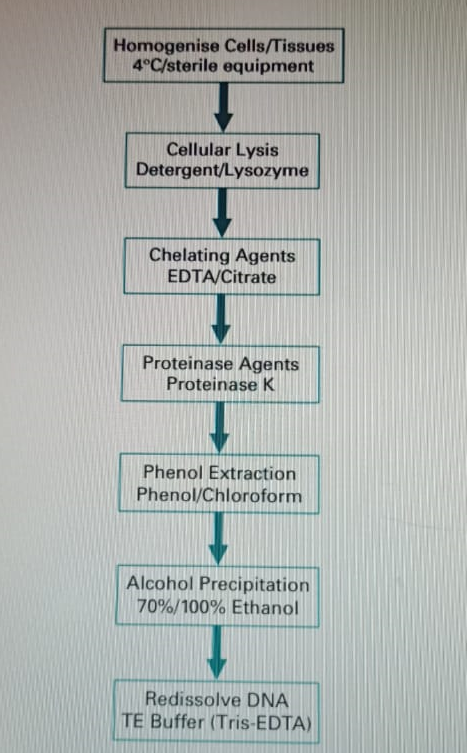 Homogenise Cells/Tissues
4°C/sterile equipment
Cellular Lysis
Detergent/Lysozyme
Chelating Agents
EDTA/Citrate
Proteinase Agents
Proteinase K
Phenol Extraction
Phenol/Chloroform
Alcohol Precipitation
70%/100% Ethanol
Redissolve DNA
TE Buffer (Tris-EDTA)